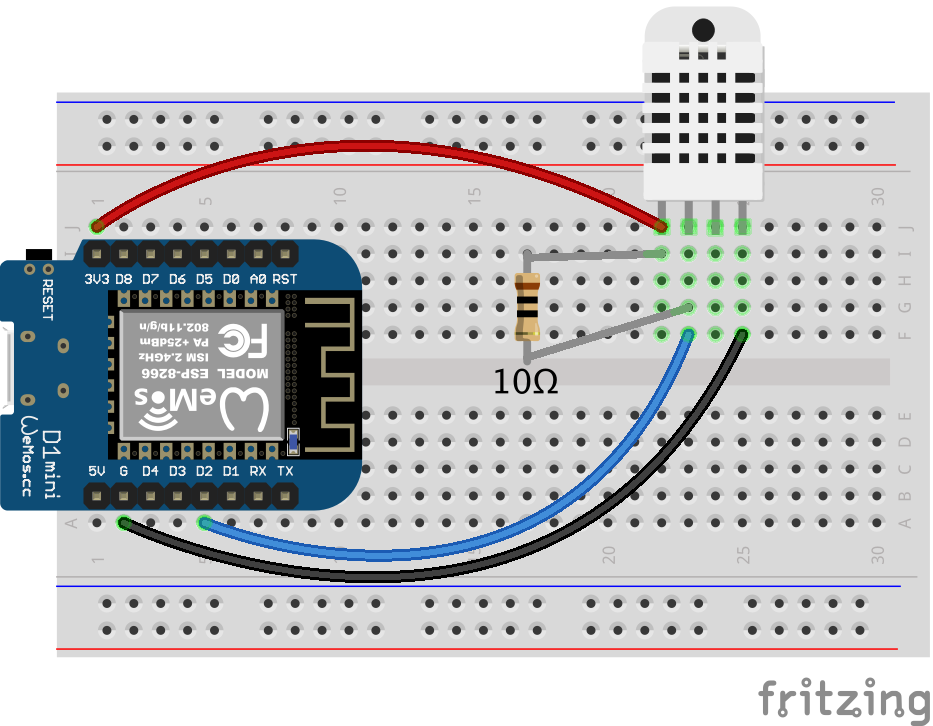 1 5 10 15 20 25 30
J J
I I
H H
G G
F F
3V3 D8 D7 D6 D5 D0 A0 RST
RESET
FC
802.11b/g/n
PA +25dBm
ISM 2.4GHz
MODEL ESP-8266
WeMos
10Ω
D1 mini
WeMos.cc
5V G D4 D3 D2 D1 RX TX
E E
D D
C C
B B
A A
1 5 15 20 25 30
fritzing